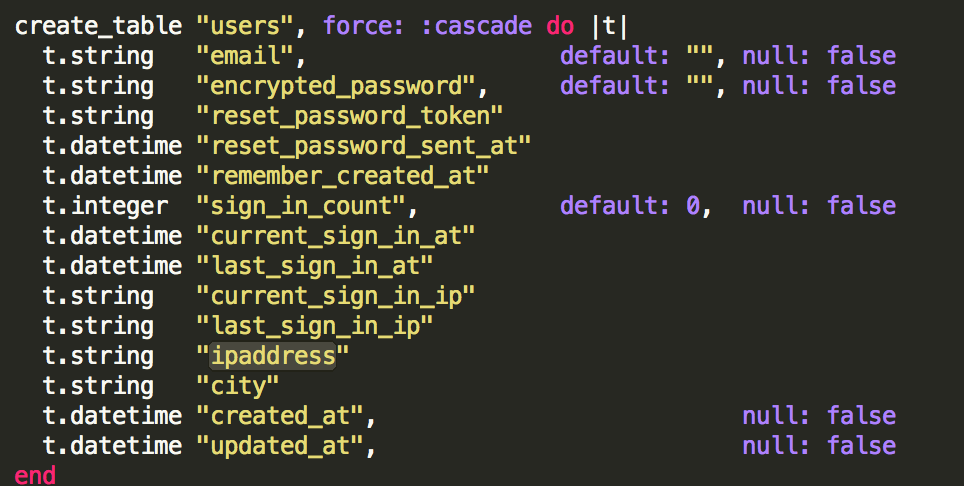 create_table "users", force: :cascade do |t|
  t.string   "email",                  default: "", null: false
  t.string   "encrypted_password",     default: "", null: false
  t.string   "reset_password_token"
  t.datetime "reset_password_sent_at"
  t.datetime "remember_created_at"
  t.integer  "sign_in_count",          default: 0,  null: false
  t.datetime "current_sign_in_at"
  t.datetime "last_sign_in_at"
  t.string   "current_sign_in_ip"
  t.string   "last_sign_in_ip"
  t.string   "ipaddress"
  t.string   "city"
  t.datetime "created_at",                          null: false
  t.datetime "updated_at",                          null: false
end